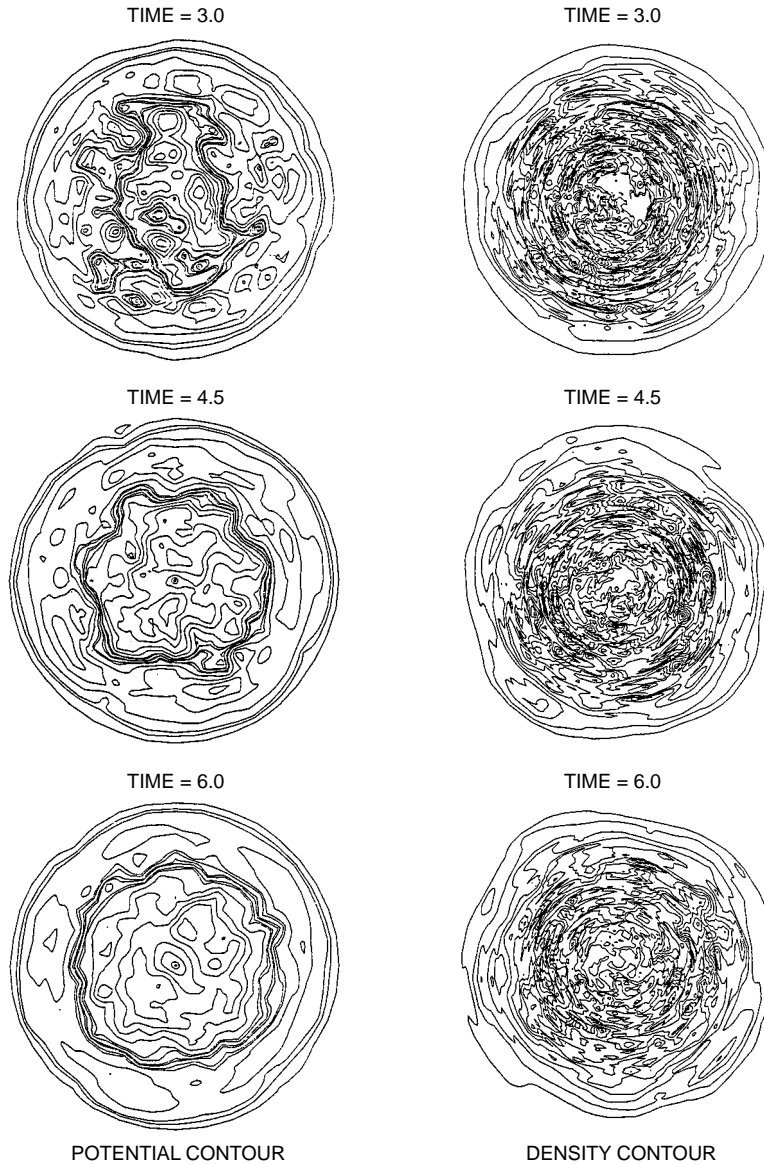 TIME = 3.0
TIME = 3.0
TIME = 4.5
TIME = 4.5
TIME = 6.0
TIME = 6.0
POTENTIAL CONTOUR
DENSITY CONTOUR